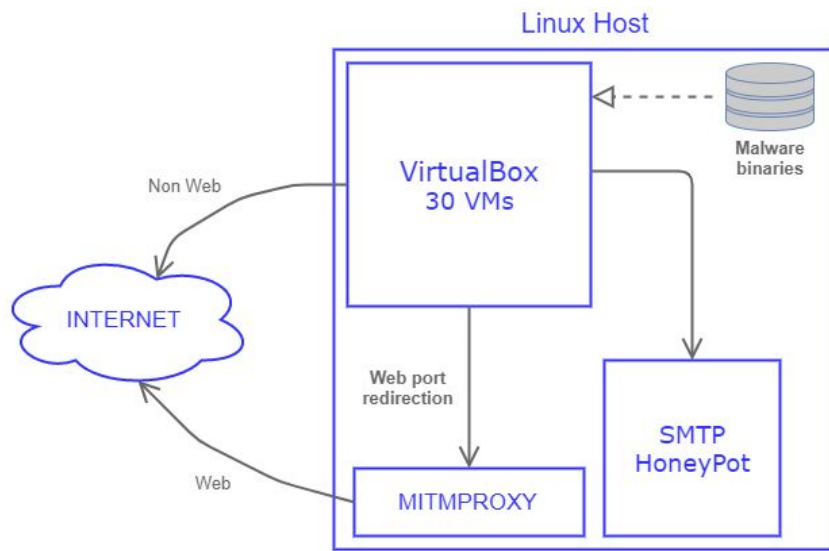 Linux Host
VirtualBox
30 VMs
Malware
binaries
Non Web
INTERNET
Web port
redirection
SMTP
HoneyPot
Web
MITMPROXY